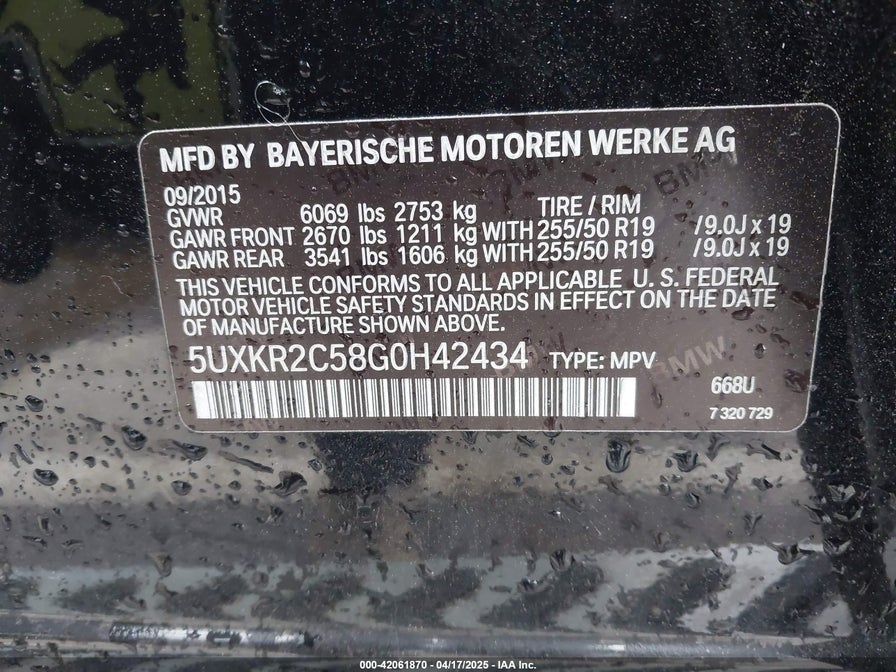 MFD BY BAYERISCHE MOTOREN WERKE AG
09/2015
GVWR 6069 lbs 2753 kg TIRE / RIM
GAWR FRONT 2670 lbs 1211 kg WITH 255/50 R19 /9.0J x 19
GAWR REAR 3541 lbs 1606 kg WITH 255/50 R19 /9.0J x 19
THIS VEHICLE CONFORMS TO ALL APPLICABLE U. S. FEDERAL
MOTOR VEHICLE SAFETY STANDARDS IN EFFECT ON THE DATE
OF MANUFACTURE SHOWN ABOVE.
5UXKR2C58G0H42434 TYPE: MPV
668U
7 320 729
000-42061870 - 04/17/2025 - IAA Inc.